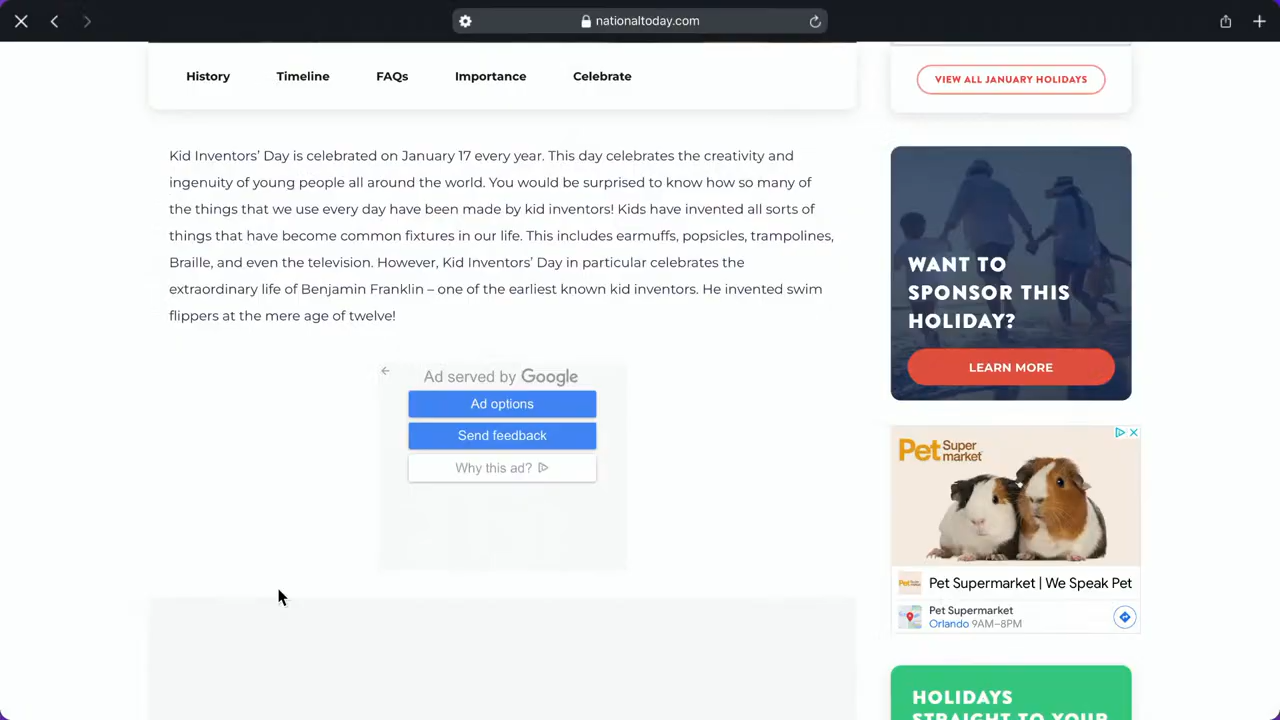 nationaltoday.com
History Timeline FAQs Importance Celebrate
VIEW ALL JANUARY HOLIDAYS
Kid Inventors’ Day is celebrated on January 17 every year. This day celebrates the creativity and
ingenuity of young people all around the world. You would be surprised to know how so many of
the things that we use every day have been made by kid inventors! Kids have invented all sorts of
things that have become common fixtures in our life. This includes earmuffs, popsicles, trampolines,
Braille, and even the television. However, Kid Inventors’ Day in particular celebrates the
extraordinary life of Benjamin Franklin – one of the earliest known kid inventors. He invented swim
flippers at the mere age of twelve!
Ad served by Google
Ad options
Send feedback
Why this ad?
WANT TO
SPONSOR THIS
HOLIDAY?
LEARN MORE
Pet Super
market
Pet Supermarket | We Speak Pet
Pet Supermarket
Orlando 9AM–8PM
HOLIDAYS
STRAIGHT TO YOUR